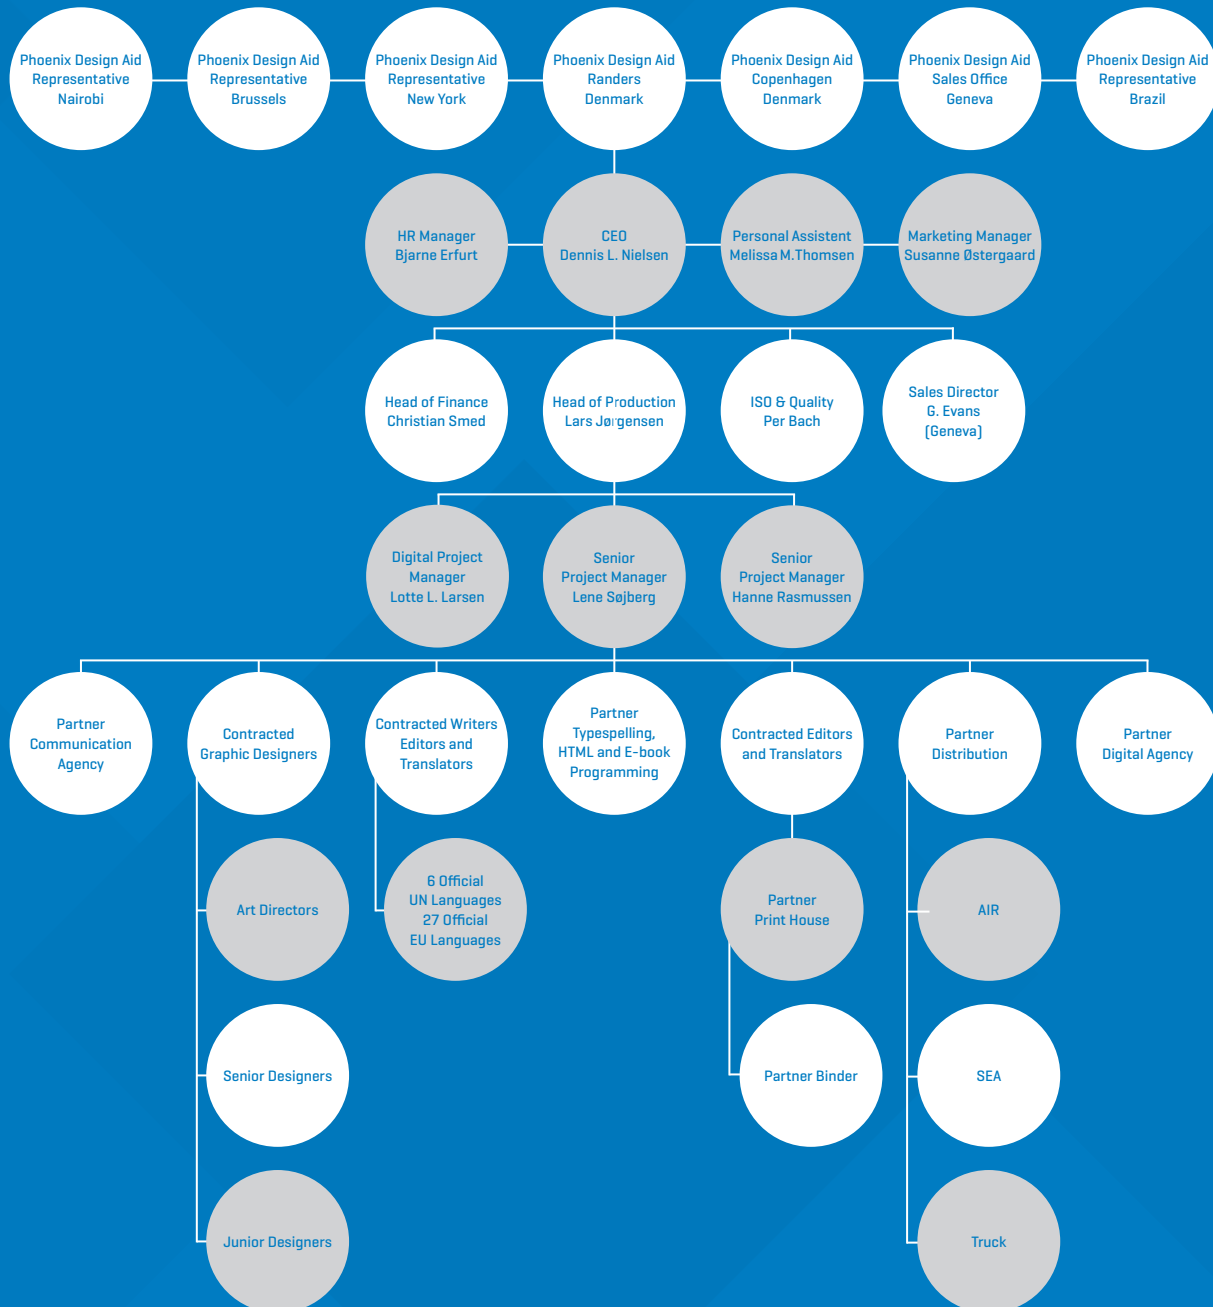 Phoenix Design Aid
Representative
Nairobi
Phoenix Design Aid
Representative
Brussels
Phoenix Design Aid
Representative
New York
Phoenix Design Aid
Randers
Denmark
Phoenix Design Aid
Copenhagen
Denmark
Phoenix Design Aid
Sales Office
Geneva
Phoenix Design Aid
Representative
Brazil
HR Manager
Bjarne Erfurt
CEO
Dennis L. Nielsen
Personal Assistent
Melissa M.Thomsen
Marketing Manager
Susanne Østergaard
Head of Finance
Christian Smed
Head of Production
Lars Jørgensen
ISO & Quality
Per Bach
Sales Director
G. Evans
(Geneva)
Digital Project
Manager
Lotte L. Larsen
Senior
Project Manager
Lene Søjberg
Senior
Project Manager
Hanne Rasmussen
Partner
Communication
Agency
Contracted
Graphic Designers
Contracted Writers
Editors and
Translators
Partner
Typespelling,
HTML and E-book
Programming
Contracted Editors
and Translators
Partner
Distribution
Partner
Digital Agency
Art Directors
6 Official
UN Languages
27 Official
EU Languages
Partner
Print House
AIR
Senior Designers
Partner Binder
SEA
Junior Designers
Truck